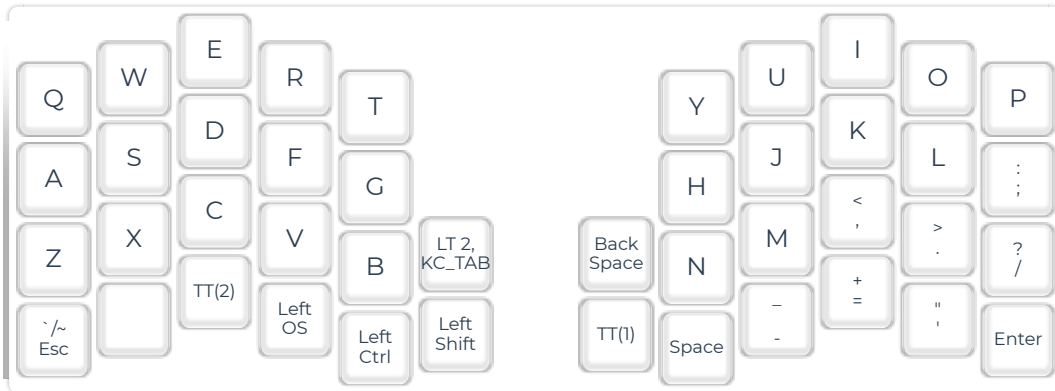 Q W E R T Y U I O P
A S D F G H J K L :
;
Z X C V B LT 2,
KC_TAB
Back
Space
N M <
,
>
.
?
/
`/~
Esc
TT(2)
Left
OS
Left
Ctrl
Left
Shift
TT(1)
Space
_
-
+
=
"
'
Enter